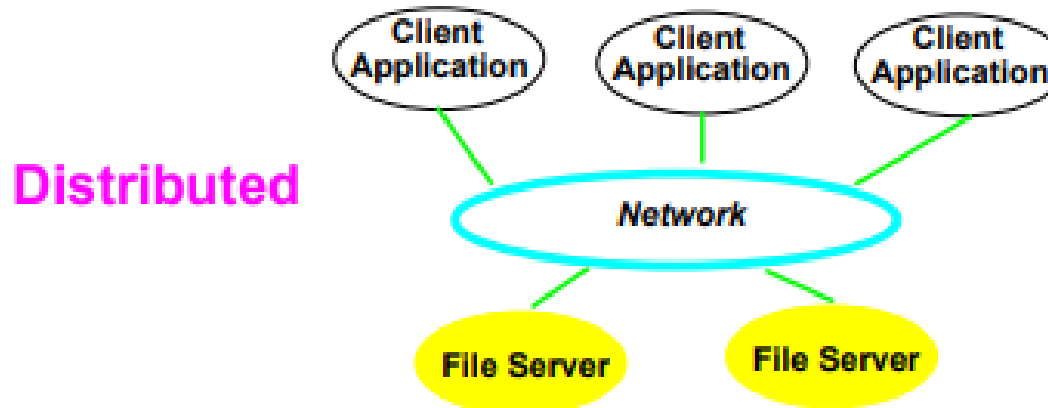 Client
Application
Client
Application
Client
Application
Distributed
Network
File Server
File Server